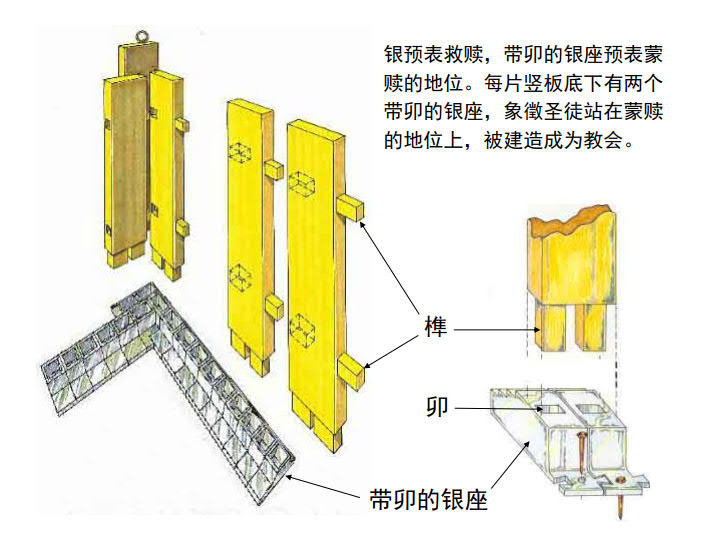 银预表救赎，带卯的银座预表蒙
赎的地位。每片竖板底下有两个
带卯的银座，象徵圣徒站在蒙赎
的地位上，被建造成为教会。
榫
卯
带卯的银座